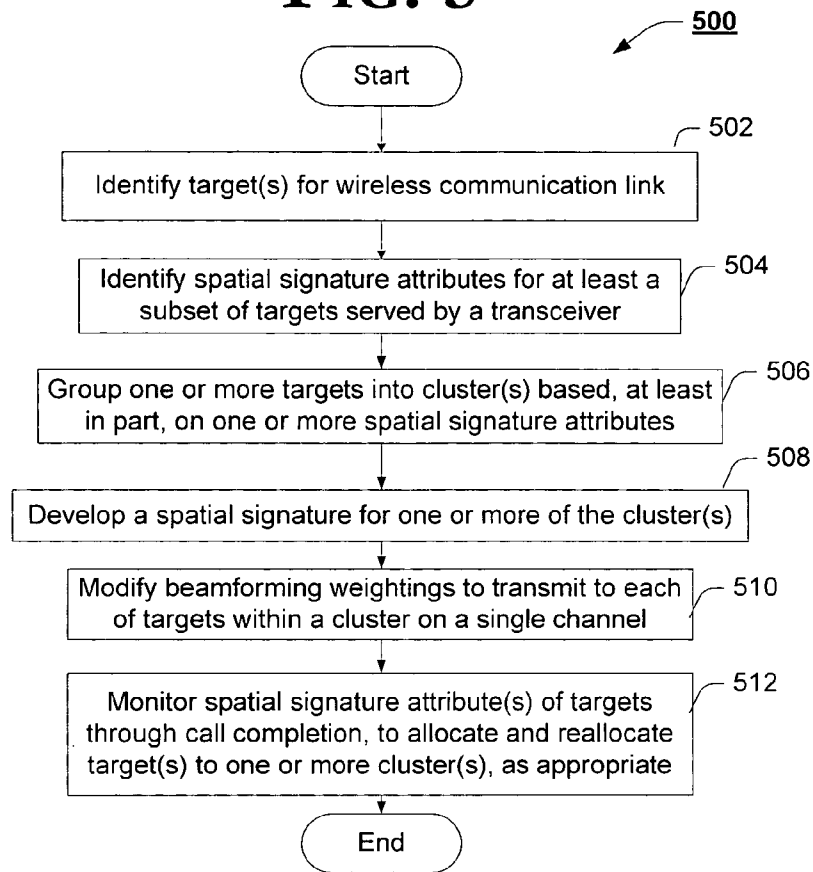 500
Start
502
Identify target(s) for wireless communication link
504
Identify spatial signature attributes for at least a
subset of targets served by a transceiver
506
Group one or more targets into cluster(s) based, at least
in part, on one or more spatial signature attributes
508
Develop a spatial signature for one or more of the cluster(s)
510
Modify beamforming weightings to transmit to each
of targets within a cluster on a single channel
512
Monitor spatial signature attribute(s) of targets
through call completion, to allocate and reallocate
target(s) to one or more cluster(s), as appropriate
End